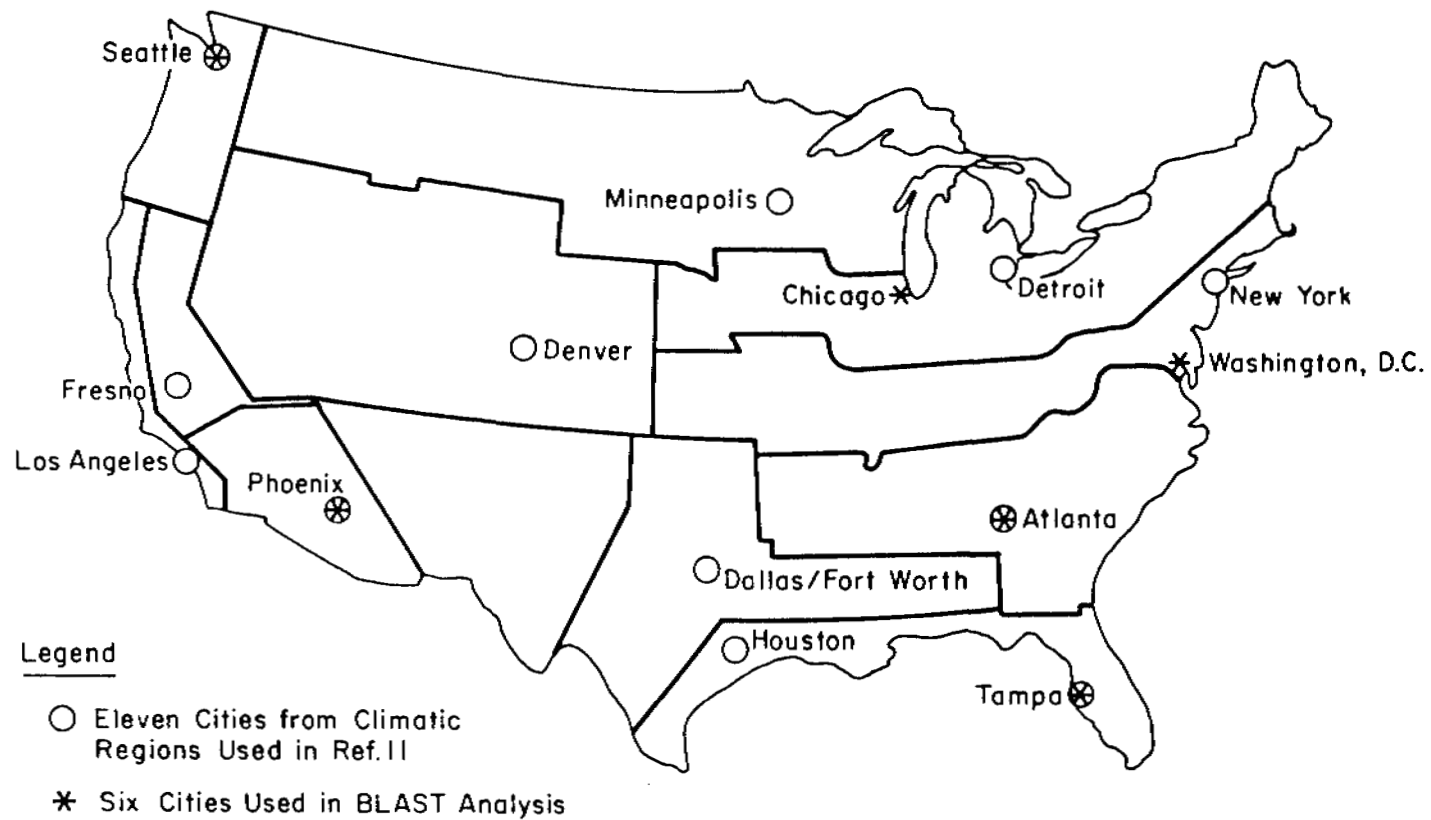 Seattle
Minneapolis
Chicago
Detroit
New York
Denver
Washington, D.C.
Fresno
Los Angeles
Phoenix
Atlanta
Dallas/Fort Worth
Houston
Tampa
Legend
Eleven Cities from Climatic
Regions Used in Ref. 11
Six Cities Used in BLAST Analysis